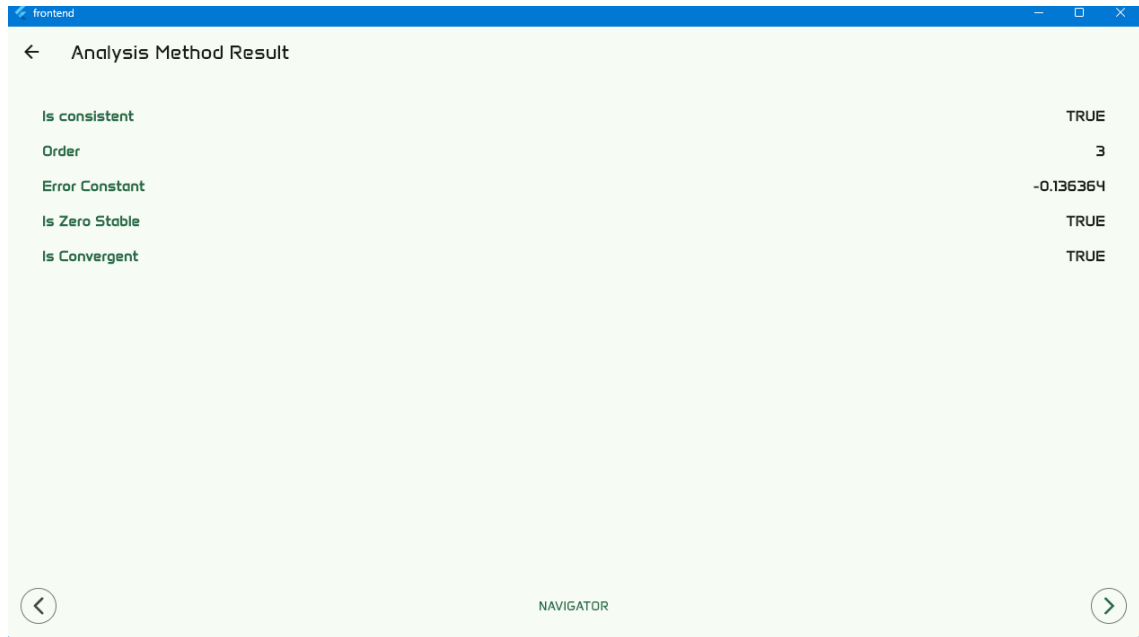 frontend
Analysis Method Result
Is consistent TRUE
Order 3
Error Constant -0.136364
Is Zero Stable TRUE
Is Convergent TRUE
NAVIGATOR